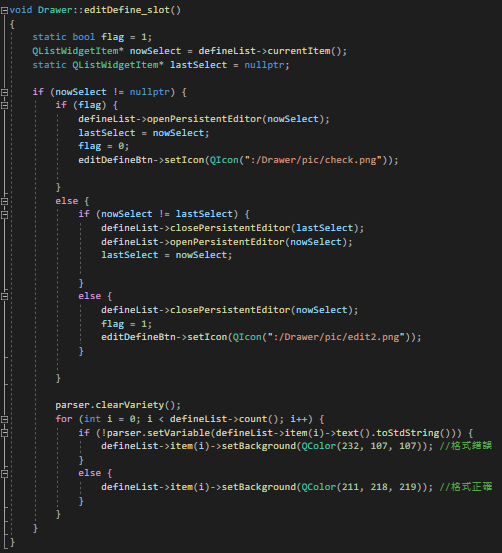 void Drawer::editDefine_slot()
{
static bool flag = 1;
QListWidgetItem* nowSelect = defineList->currentItem();
static QListWidgetItem* lastSelect = nullptr;
if (nowSelect != nullptr) {
if (flag) {
defineList->openPersistentEditor(nowSelect);
lastSelect = nowSelect;
flag = 0;
editDefineBtn->setIcon(QIcon(":/Drawer/pic/check.png"));
}
else {
if (nowSelect != lastSelect) {
defineList->closePersistentEditor(lastSelect);
defineList->openPersistentEditor(nowSelect);
lastSelect = nowSelect;
}
else {
defineList->closePersistentEditor(nowSelect);
flag = 1;
editDefineBtn->setIcon(QIcon(":/Drawer/pic/edit2.png"));
}
}
parser.clearVariety();
for (int i = 0; i < defineList->count(); i++) {
if (!parser.setVariable(defineList->item(i)->text().toStdString())) {
defineList->item(i)->setBackground(QColor(232, 107, 107)); //格式錯誤
}
else {
defineList->item(i)->setBackground(QColor(211, 218, 219)); //格式正確
}
}
}
}